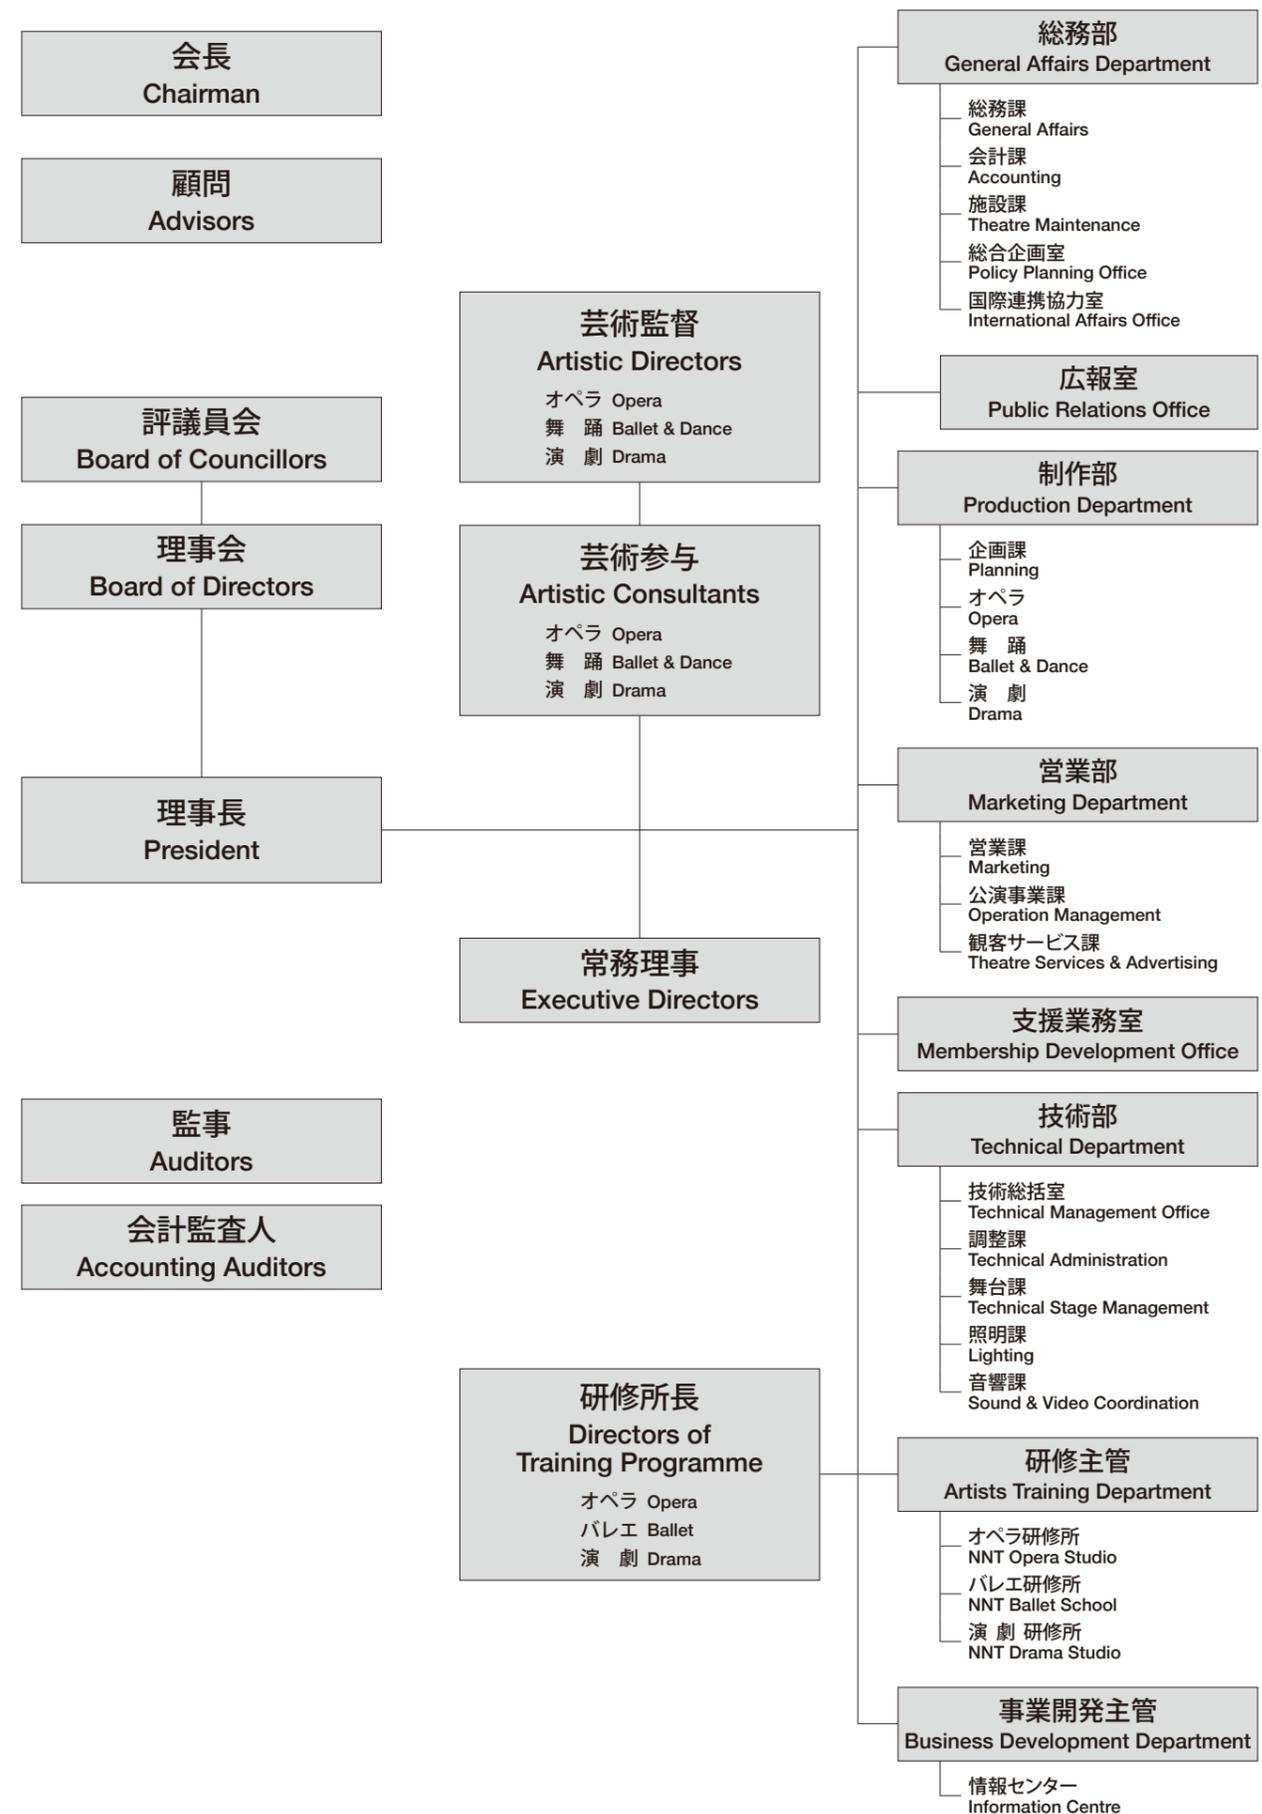 会長
Chairman
顧問
Advisors
評議員会
Board of Councillors
理事会
Board of Directors
理事長
President
監事
Auditors
会計監査人
Accounting Auditors
芸術監督
Artistic Directors
オペラ Opera
舞　踊 Ballet & Dance
演　劇 Drama
芸術参与
Artistic Consultants
オペラ Opera
舞　踊 Ballet & Dance
演　劇 Drama
常務理事
Executive Directors
研修所長
Directors of
Training Programme
オペラ Opera
バレエ Ballet
演　劇 Drama
総務部
General Affairs Department
総務課
General Affairs
会計課
Accounting
施設課
Theatre Maintenance
総合企画室
Policy Planning Office
国際連携協力室
International Affairs Office
広報室
Public Relations Office
制作部
Production Department
企画課
Planning
オペラ
Opera
舞　踊
Ballet & Dance
演　劇
Drama
営業部
Marketing Department
営業課
Marketing
公演事業課
Operation Management
観客サービス課
Theatre Services & Advertising
支援業務室
Membership Development Office
技術部
Technical Department
技術総括室
Technical Management Office
調整課
Technical Administration
舞台課
Technical Stage Management
照明課
Lighting
音響課
Sound & Video Coordination
研修主管
Artists Training Department
オペラ研修所
NNT Opera Studio
バレエ研修所
NNT Ballet School
演 劇 研修所
NNT Drama Studio
事業開発主管
Business Development Department
情報センター
Information Centre